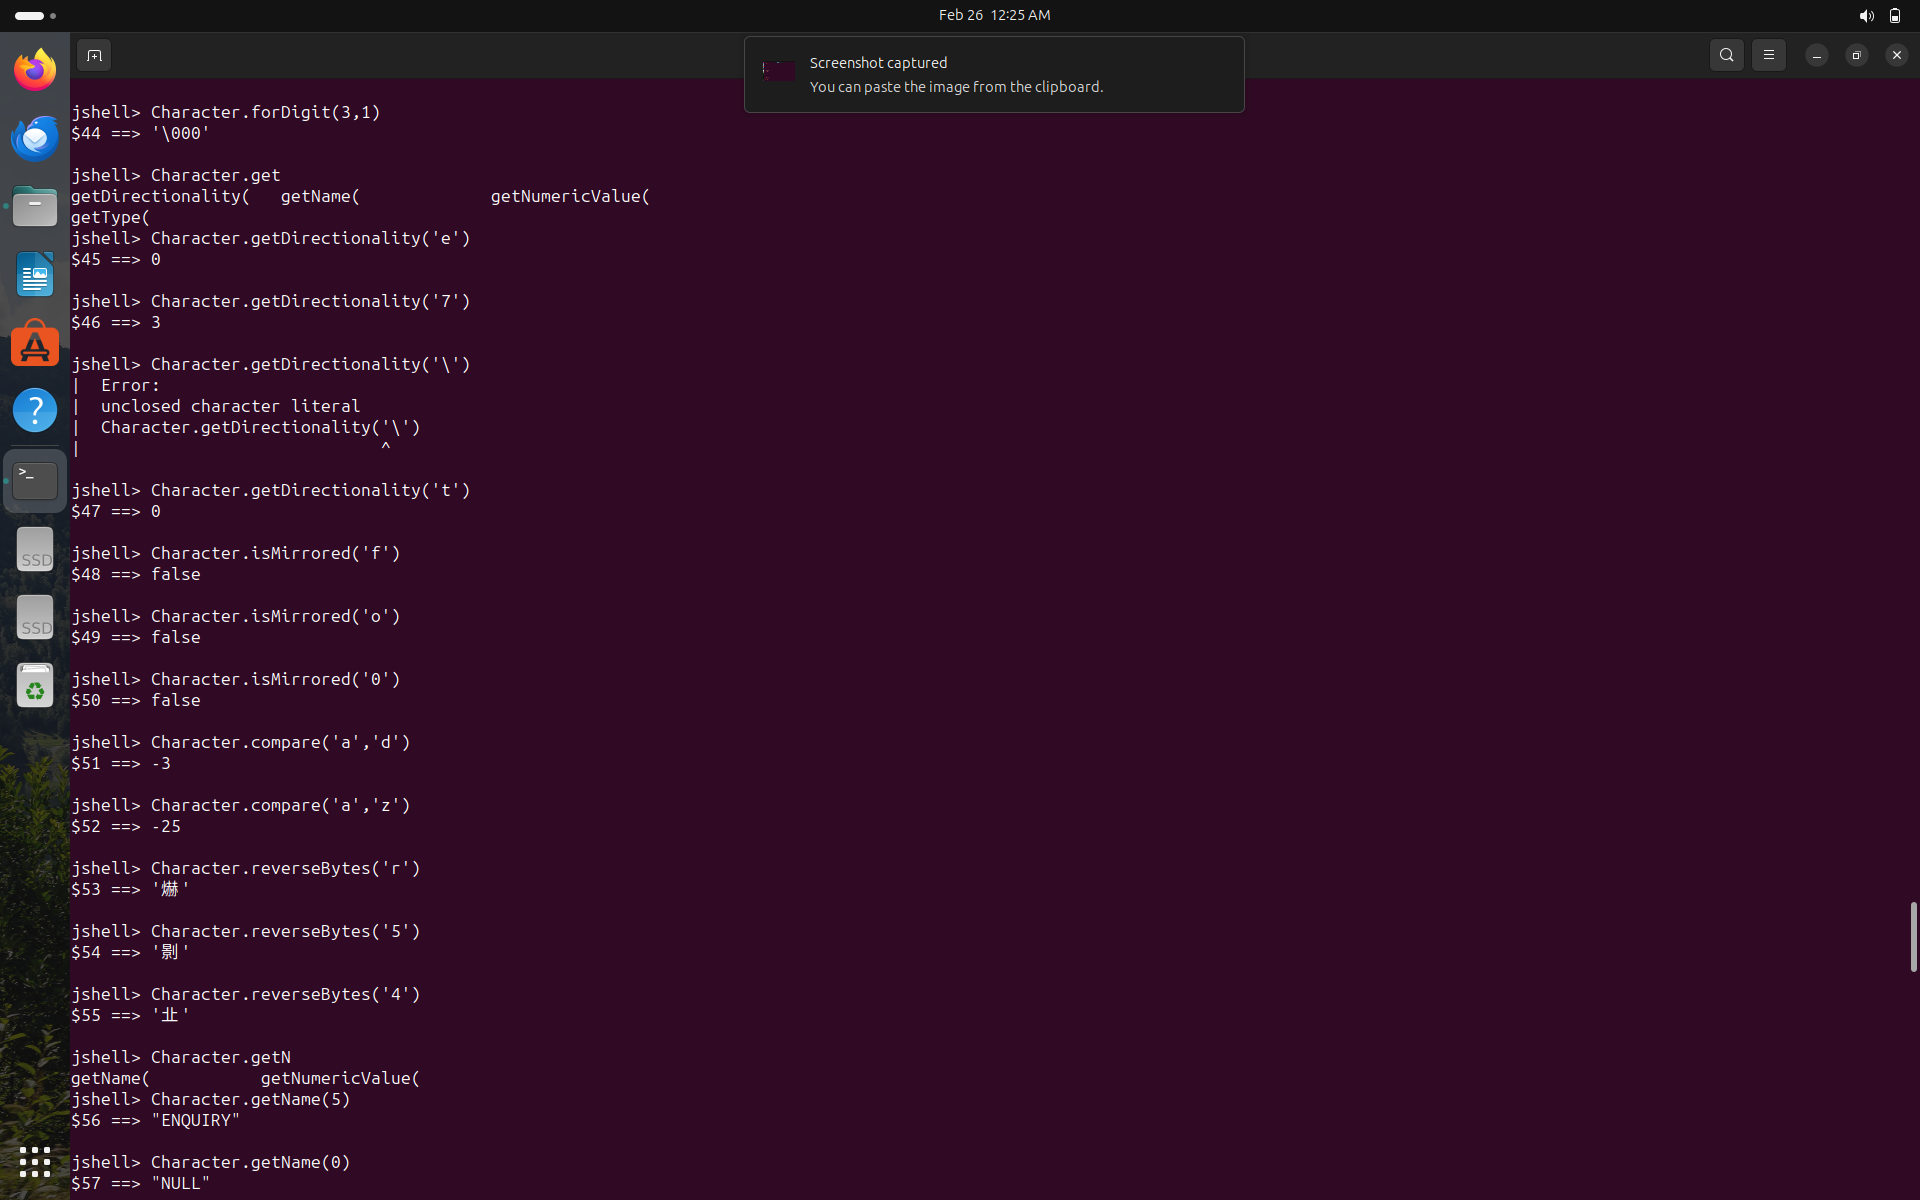 Feb 26 12:25 AM
Screenshot captured
You can paste the image from the clipboard.
jshell> Character.forDigit(3,1)
$44 ==> '\000'
jshell> Character.get
getDirectionality(   getName(             getNumericValue(
getType(
jshell> Character.getDirectionality('e')
$45 ==> 0
jshell> Character.getDirectionality('7')
$46 ==> 3
jshell> Character.getDirectionality('\')
|  Error:
|  unclosed character literal
|  Character.getDirectionality('\')
|                              ^
jshell> Character.getDirectionality('t')
$47 ==> 0
jshell> Character.isMirrored('f')
$48 ==> false
jshell> Character.isMirrored('o')
$49 ==> false
jshell> Character.isMirrored('0')
$50 ==> false
jshell> Character.compare('a','d')
$51 ==> -3
jshell> Character.compare('a','z')
$52 ==> -25
jshell> Character.reverseBytes('r')
$53 ==> '爀'
jshell> Character.reverseBytes('5')
$54 ==> '㔀'
jshell> Character.reverseBytes('4')
$55 ==> '㐀'
jshell> Character.getN
getName(           getNumericValue(
jshell> Character.getName(5)
$56 ==> "ENQUIRY"
jshell> Character.getName(0)
$57 ==> "NULL"
SSD
SSD